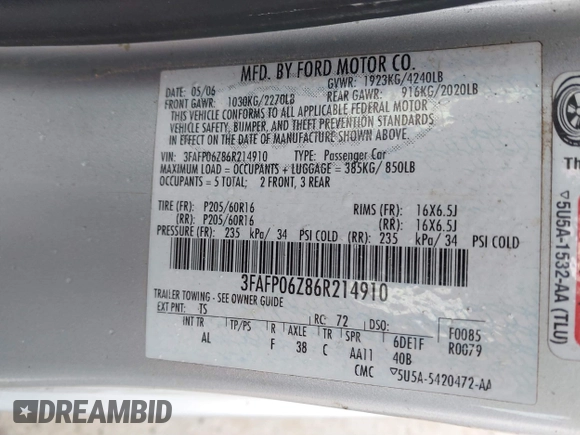 MFD. BY FORD MOTOR CO.
DATE: 05/06 GVWR: 1923KG/4240LB
FRONT GAWR: 1030KG/2270LB REAR GAWR: 916KG/2020LB
THIS VEHICLE CONFORMS TO ALL APPLICABLE FEDERAL MOTOR
VEHICLE SAFETY, BUMPER, AND THEFT PREVENTION STANDARDS
IN EFFECT ON THE DATE OF MANUFACTURE SHOWN ABOVE.
VIN: 3FAFP06Z86R214910 TYPE: Passenger Car
MAXIMUM LOAD = OCCUPANTS + LUGGAGE = 385KG/ 850LB
OCCUPANTS = 5 TOTAL; 2 FRONT, 3 REAR
TIRE (FR): P205/60R16 RIMS (FR): 16X6.5J
(RR): P205/60R16 (RR): 16X6.5J
PRESSURE (FR): 235 kPa/ 34 PSI COLD (RR): 235 kPa/ 34 PSI COLD
3FAFP06Z86R214910
TRAILER TOWING - SEE OWNER GUIDE
EXT PNT: TS RC: 72 DSO: F0085
INT TR TP/PS R AXLE TR SPR 6DE1F R0G79
AL F 38 C AA11 40B
CMC ▽5U5A-5420472-AA
Th
▽5U5A-1532-AA (TLU)
DREAMBID